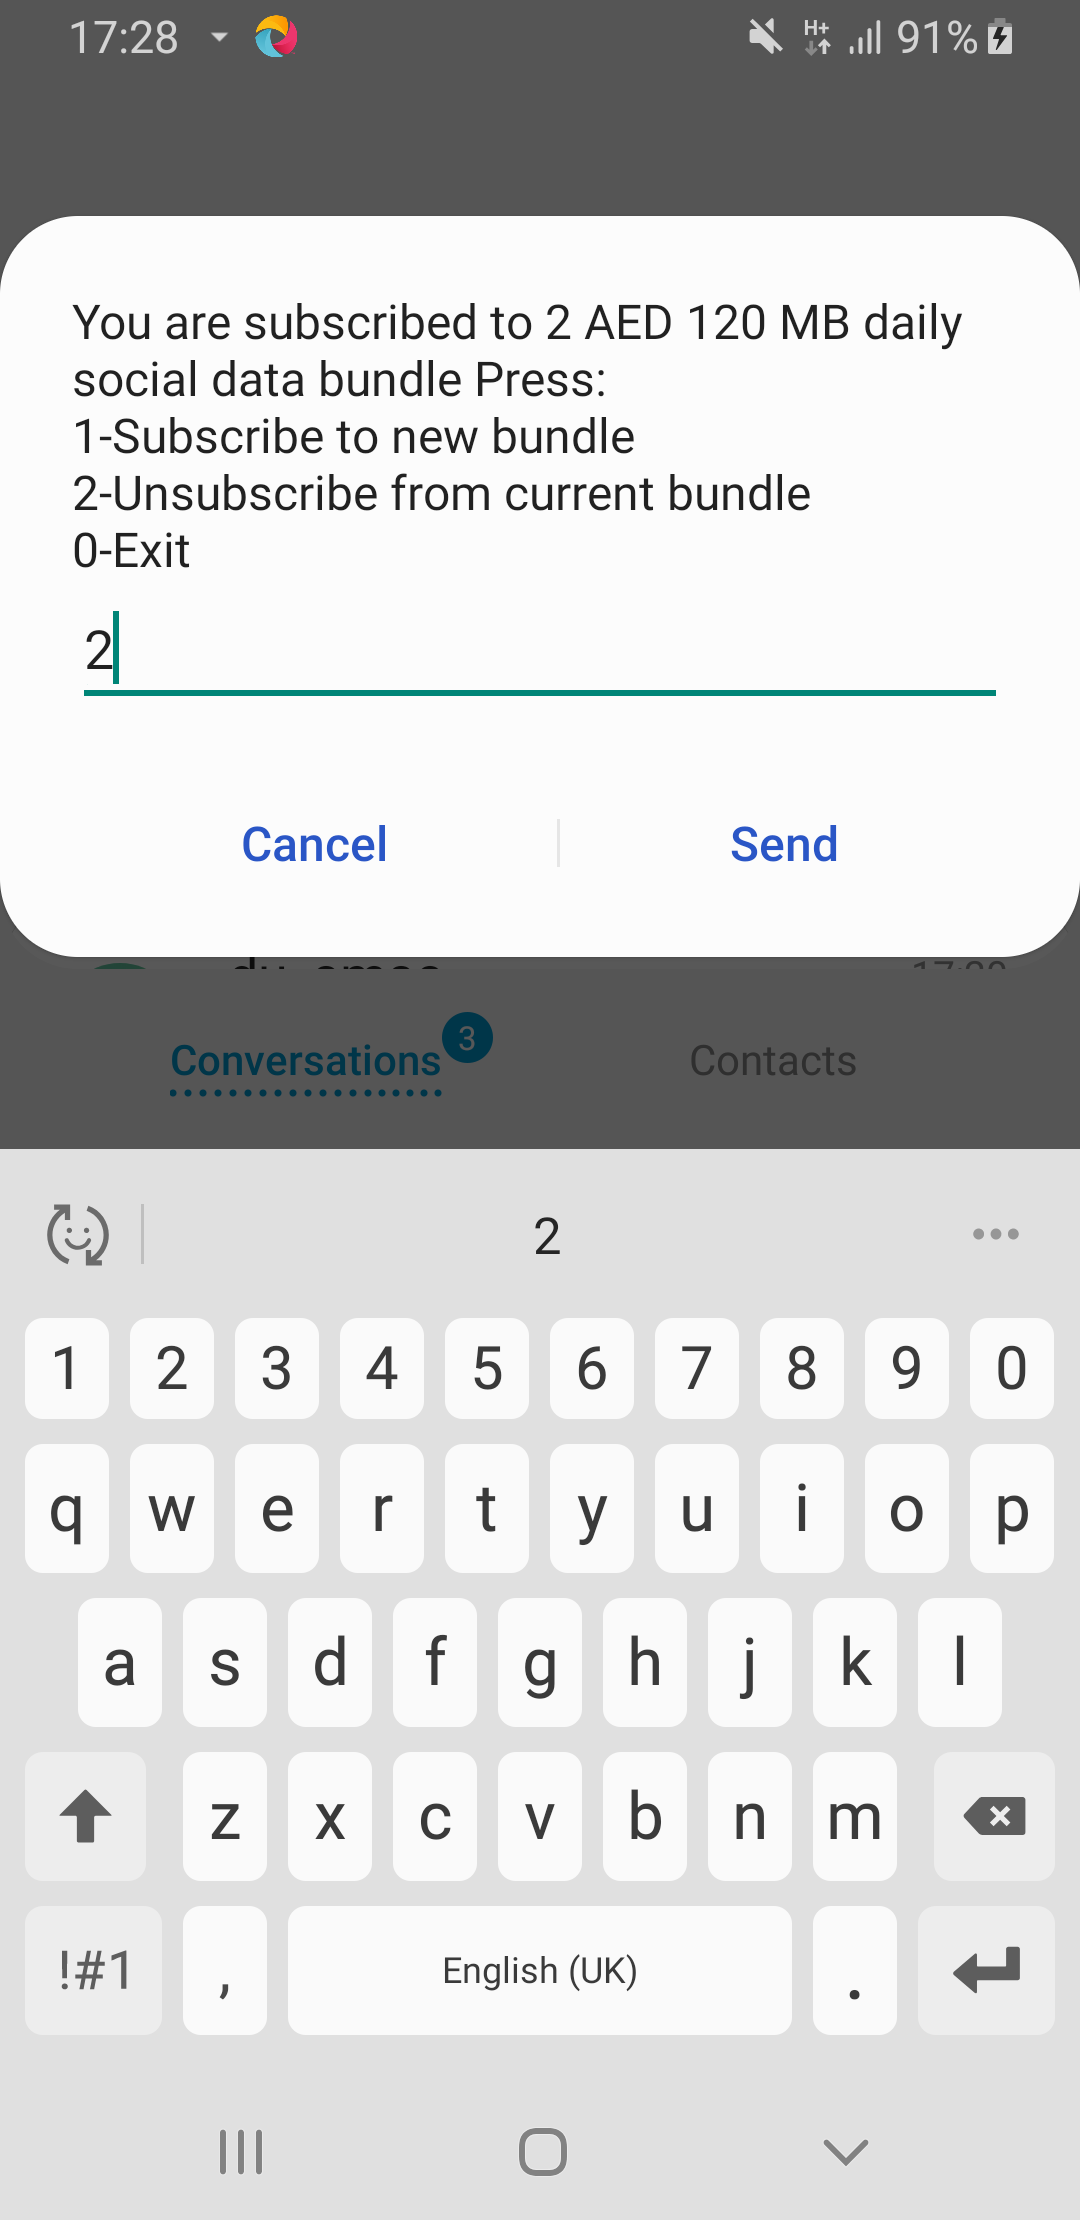 17:28
H+
91%
You are subscribed to 2 AED 120 MB daily
social data bundle Press:
1-Subscribe to new bundle
2-Unsubscribe from current bundle
0-Exit
2
Cancel
Send
Conversations
3
Contacts
2
1 2 3 4 5 6 7 8 9 0
q w e r t y u i o p
a s d f g h j k l
z x c v b n m
!#1 , English (UK) .